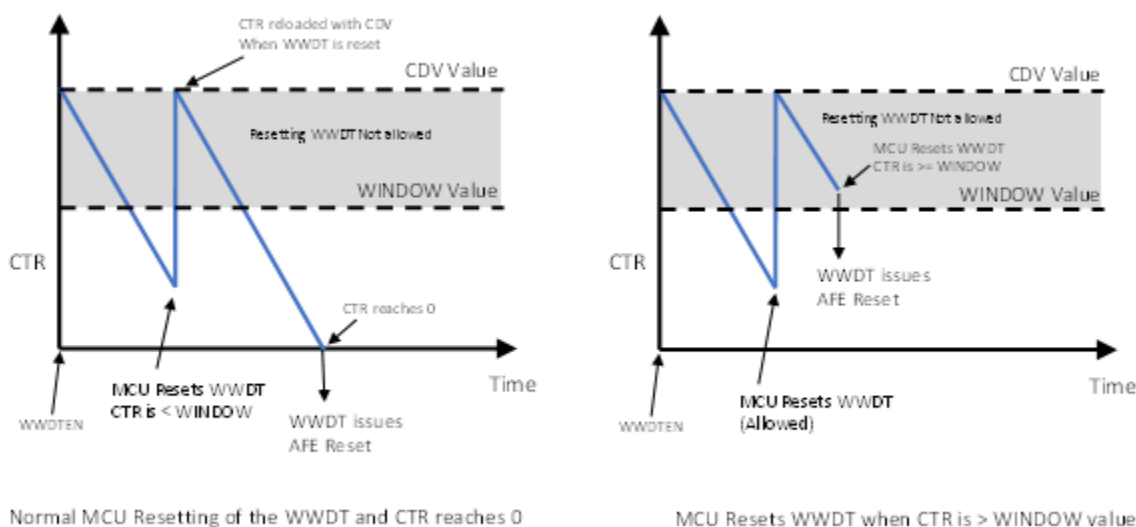 CTR reloaded with CDV
When WWDT is reset
CDV Value
Resetting WWDT Not allowed
WINDOW Value
CTR
CTR reaches 0
Time
MCU Resets WWDT
CTR is < WINDOW
WWDTEN
WWDT issues
AFE Reset
Normal MCU Resetting of the WWDT and CTR reaches 0
CDV Value
Resetting WWDT Not allowed
MCU Resets WWDT
CTR is >= WINDOW
WINDOW Value
CTR
WWDT issues
AFE Reset
Time
MCU Resets WWDT
(Allowed)
WWDTEN
MCU Resets WWDT when CTR is > WINDOW value